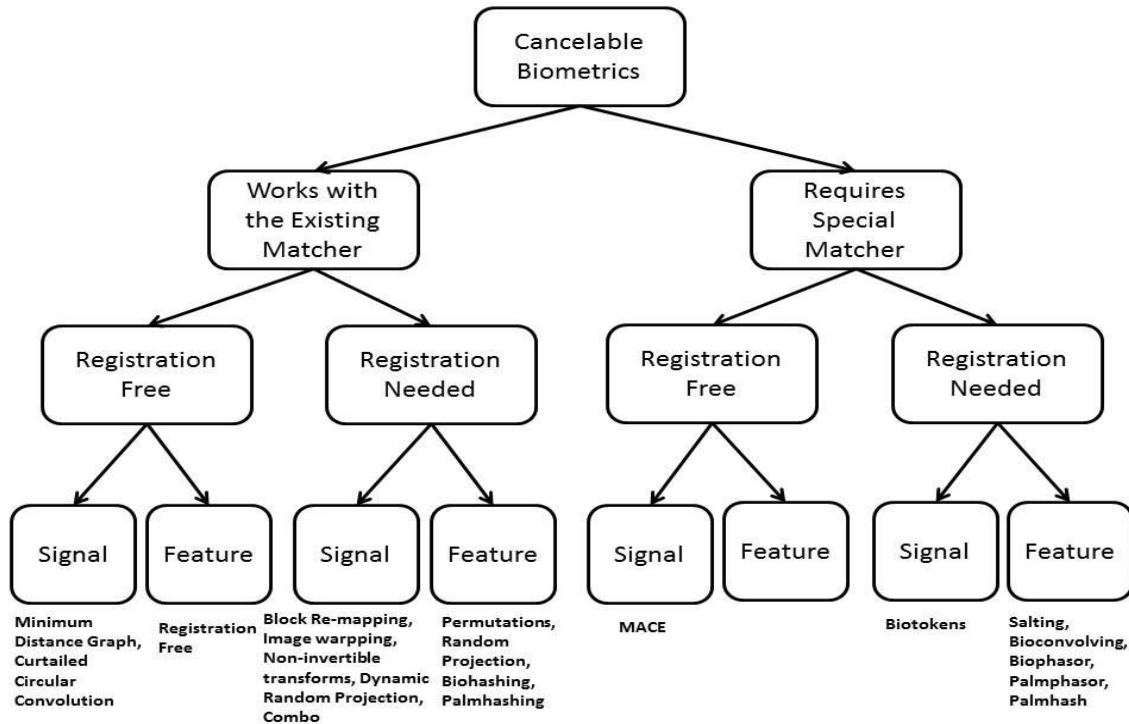 Cancelable
Biometrics
Works with
the Existing
Matcher
Requires
Special
Matcher
Registration
Free
Registration
Needed
Registration
Free
Registration
Needed
Signal
Feature
Signal
Feature
Signal
Feature
Signal
Feature
Minimum
Distance Graph,
Curtailed
Circular
Convolution
Registration
Free
Block Re-mapping,
Image warpping,
Non-invertible
transforms, Dynamic
Random Projection,
Combo
Permutations,
Random
Projection,
Biohashing,
Palmhashing
MACE
Biotokens
Salting,
Bioconvolving,
Biophasor,
Palmphasor,
Palmhash